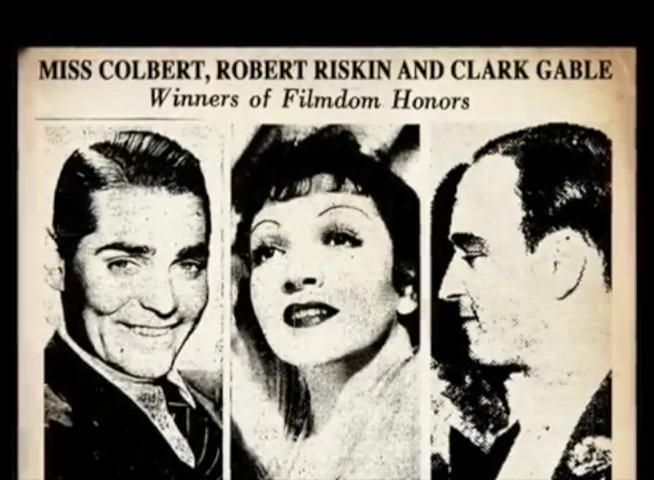 MISS COLBERT, ROBERT RISKIN AND CLARK GABLE
Winners of Filmdom Honors